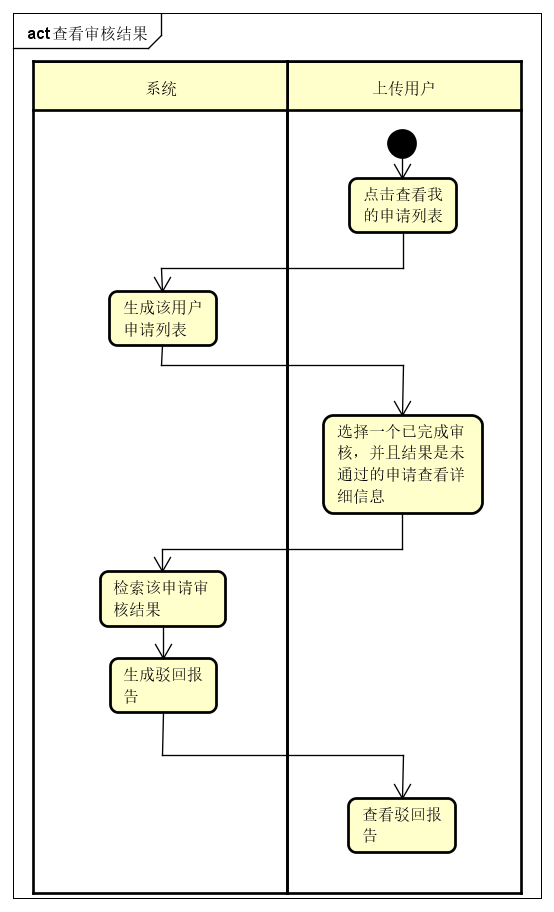 act 查看审核结果
系统
上传用户
点击查看我
的申请列表
生成该用户
申请列表
选择一个已完成审
核，并且结果是未
通过的申请查看详
细信息
检索该申请审
核结果
生成驳回报
告
查看驳回报
告